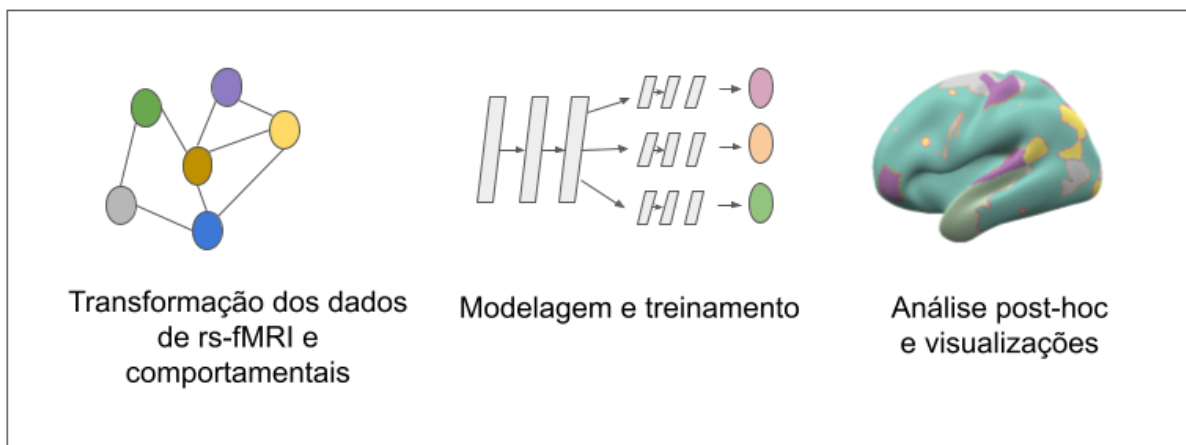 Transformação dos dados
de rs-fMRI e
comportamentais
Modelagem e treinamento
Análise post-hoc
e visualizações